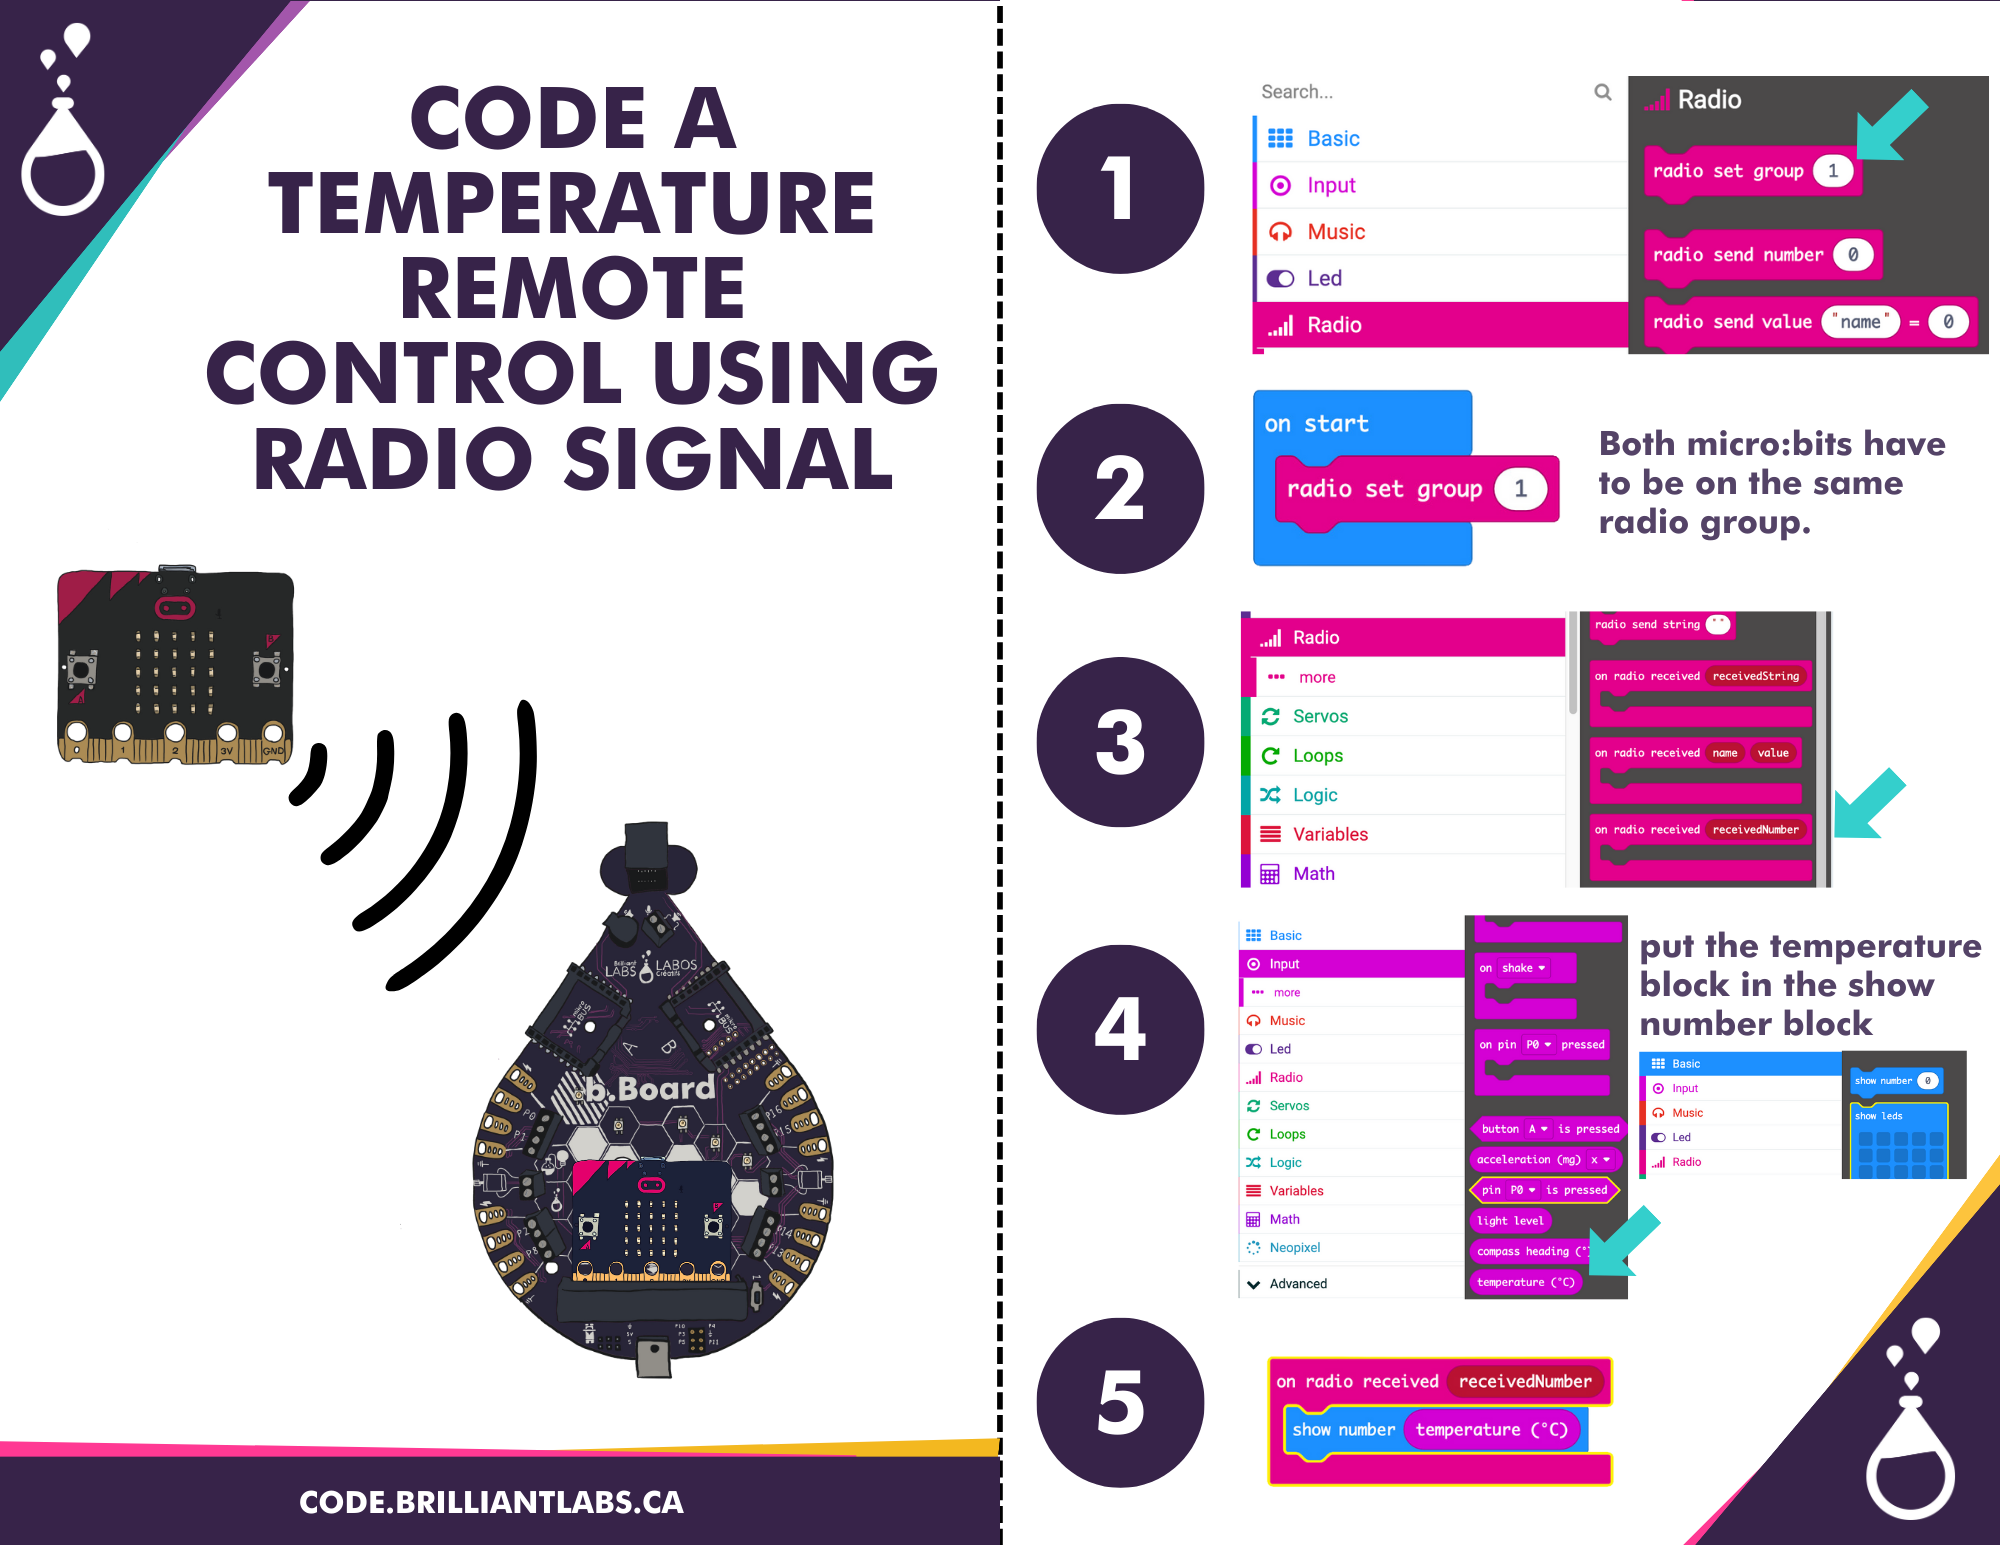 CODE A
TEMPERATURE
REMOTE
CONTROL USING
RADIO SIGNAL
0 1 2 3V GND
Brilliant
LABS
LABOS
Créatifs
mikro
BUS
mikro
BUS
A B
b.Board
P0
P1
P16
P15
P2
P8
P14
P13
CODE.BRILLIANTLABS.CA
1
Search...
Basic
Input
Music
Led
Radio
Radio
radio set group 1
radio send number 0
radio send value "name" = 0
2
on start
radio set group 1
Both micro:bits have
to be on the same
radio group.
3
Radio
more
Servos
Loops
Logic
Variables
Math
radio send string " "
on radio received receivedString
on radio received name value
on radio received receivedNumber
4
Basic
Input
more
Music
Led
Radio
Servos
Loops
Logic
Variables
Math
Neopixel
Advanced
on shake
on pin P0 pressed
button A is pressed
acceleration (mg) x
pin P0 is pressed
light level
compass heading (°
temperature (°C)
put the temperature
block in the show
number block
Basic
Input
Music
Led
Radio
show number 0
show leds
5
on radio received receivedNumber
show number temperature (°C)